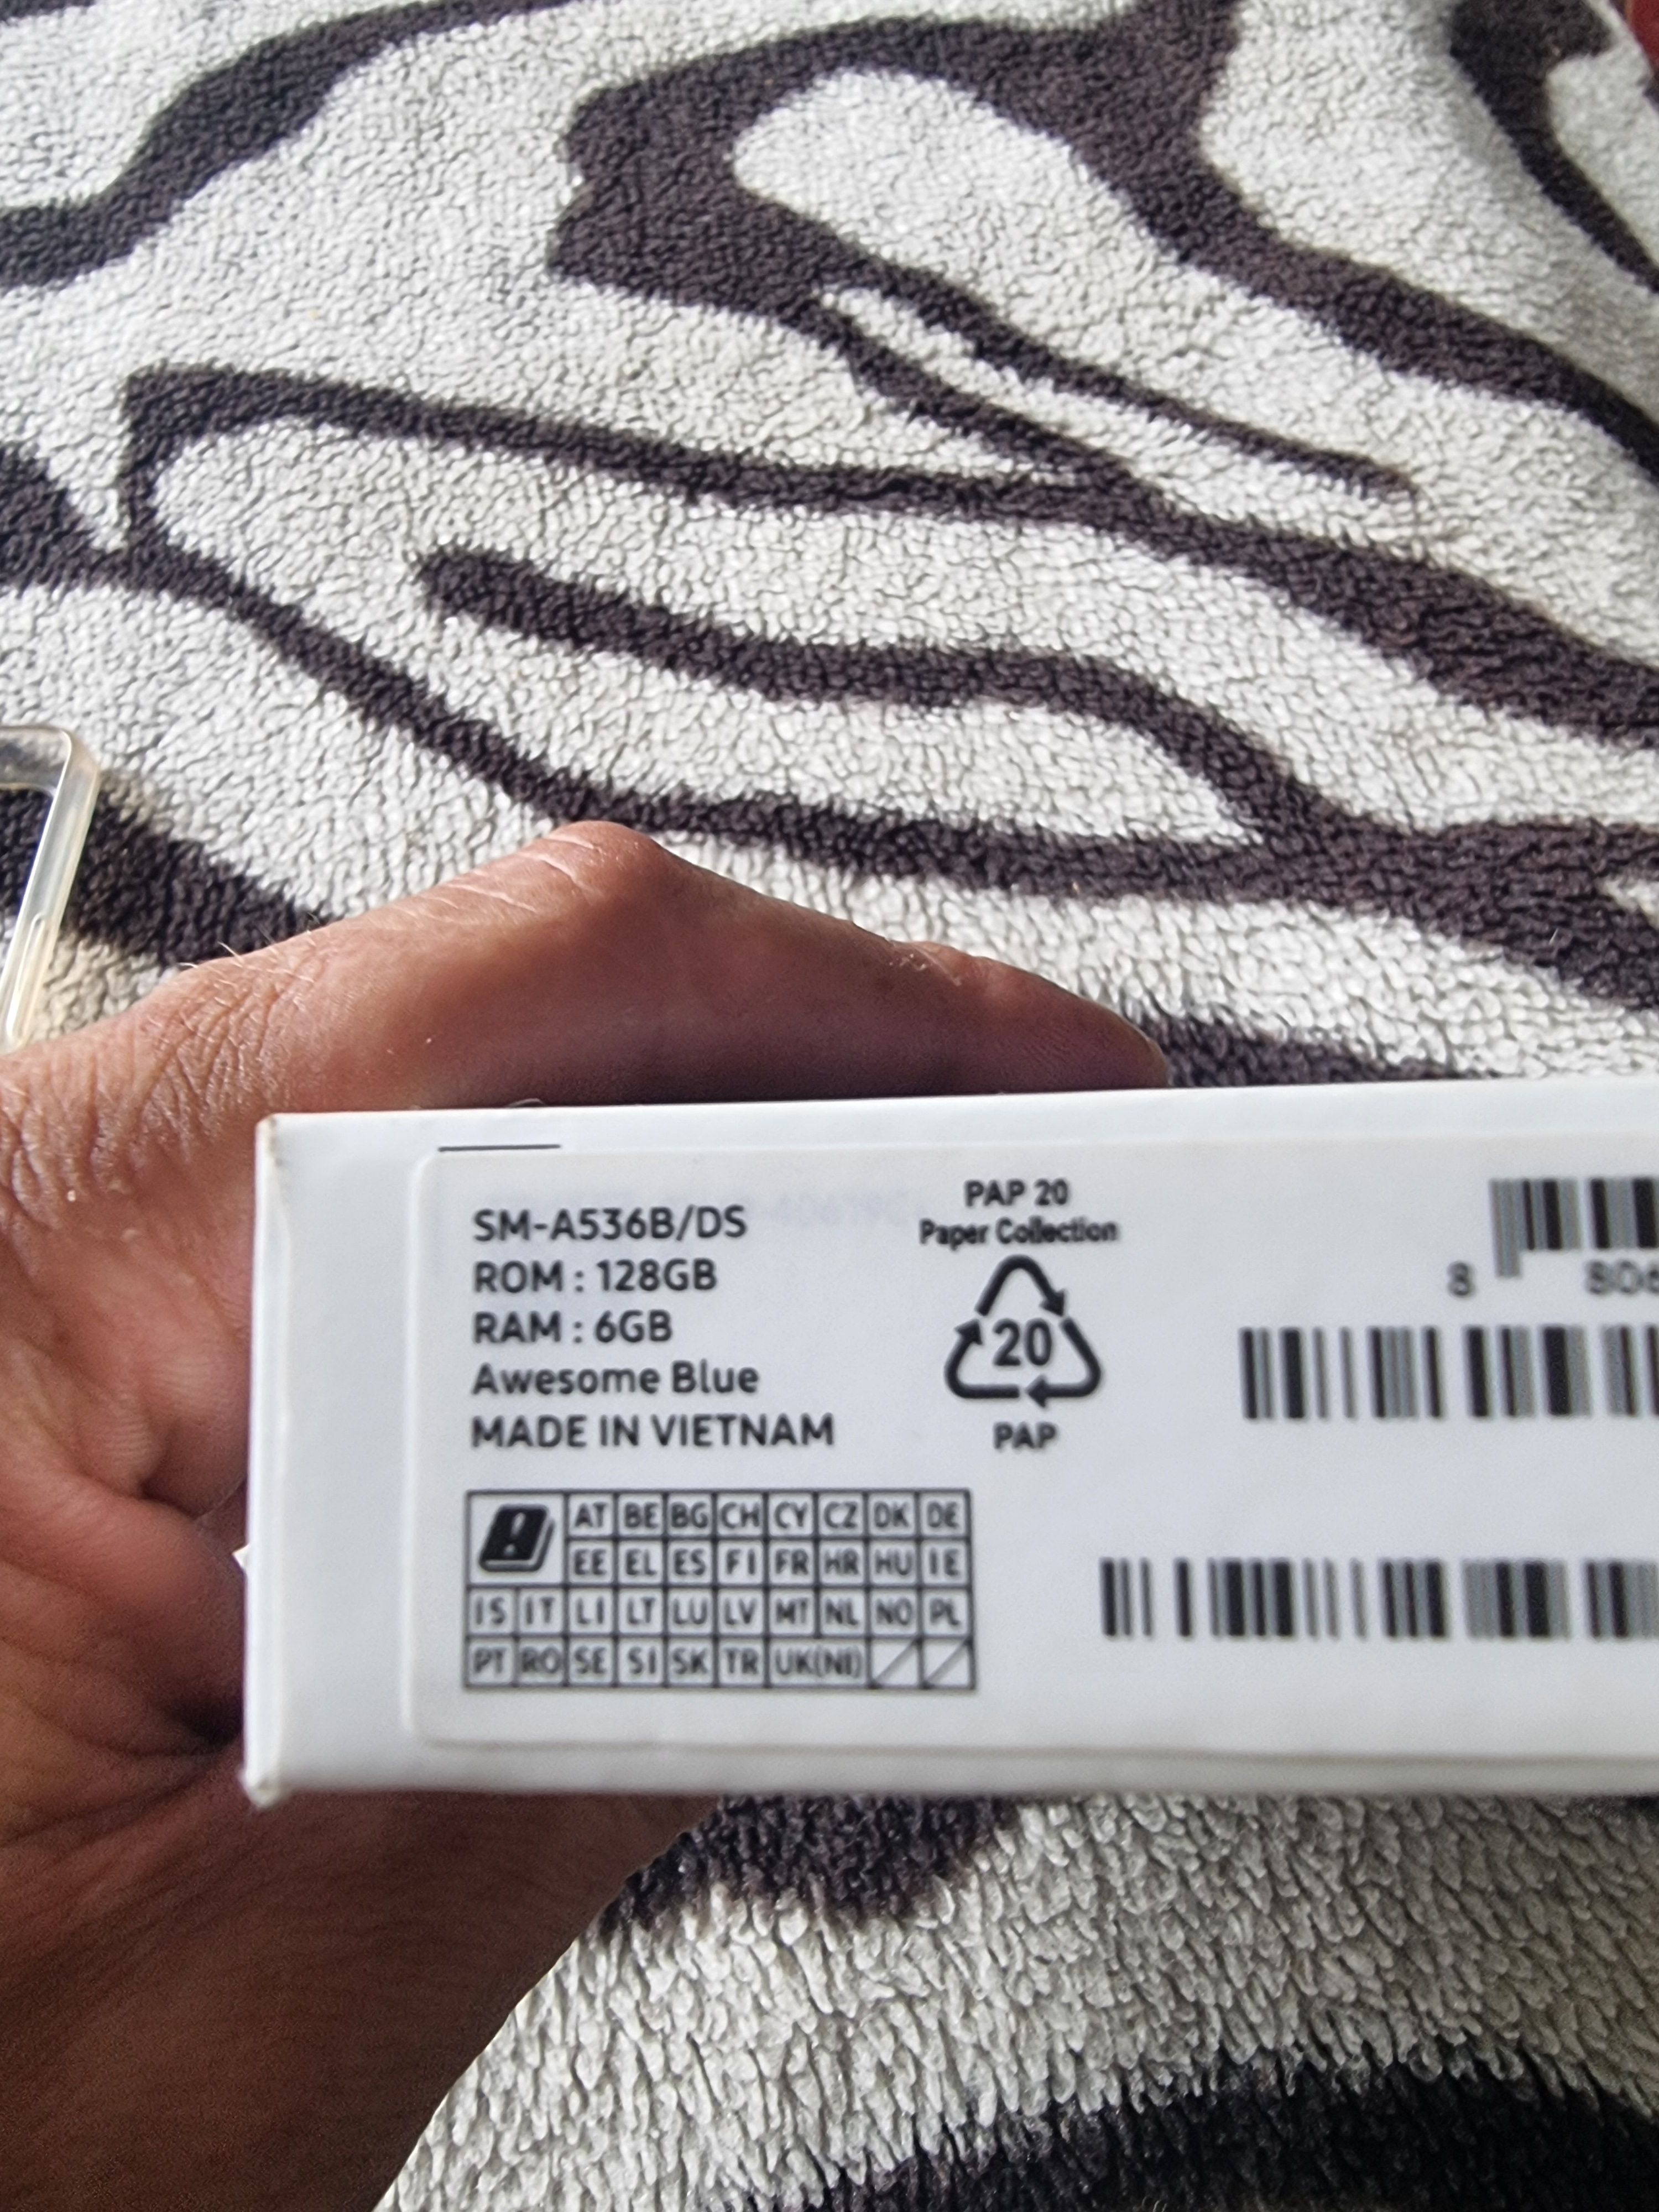 SM-A536B/DS
ROM : 128GB
RAM : 6GB
Awesome Blue
MADE IN VIETNAM
PAP 20
Paper Collection
20
PAP
8 806
AT BE BG CH CY CZ DK DE
EE EL ES FI FR HR HU IE
IS IT LI LT LU LV MT NL NO PL
PT RO SE SI SK TR UK(NI)